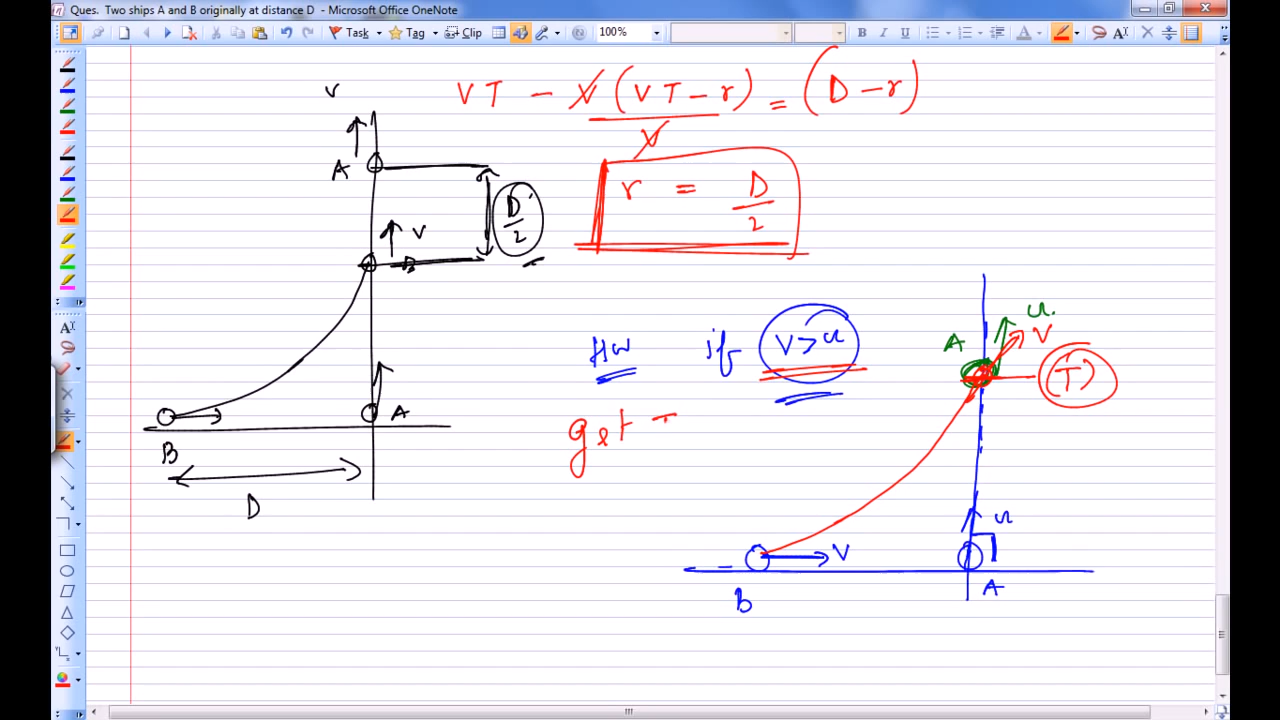 Ques. Two ships A and B originally at distance D - Microsoft Office OneNote
Task
Tag
Clip
100%
B I U
V
VT - V (VT - r) / V = (D - r)
r = D/2
A
V
D/2
A
B
D
HW if V > u
get T
A
u
V
T
V
u
B
A